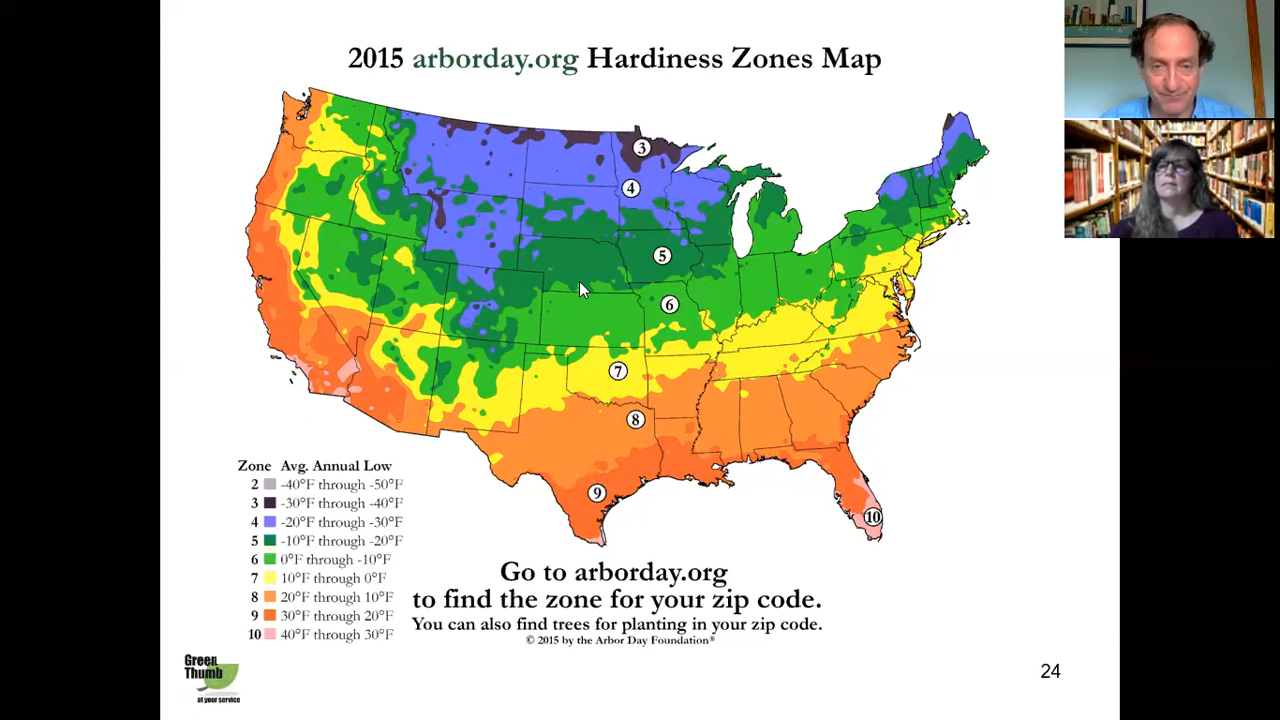 2015 arborday.org Hardiness Zones Map
3
4
5
6
7
8
9
10
Zone Avg. Annual Low
2 -40°F through -50°F
3 -30°F through -40°F
4 -20°F through -30°F
5 -10°F through -20°F
6 0°F through -10°F
7 10°F through 0°F
8 20°F through 10°F
9 30°F through 20°F
10 40°F through 30°F
Go to arborday.org
to find the zone for your zip code.
You can also find trees for planting in your zip code.
© 2015 by the Arbor Day Foundation®
Green
Thumb
at your service
24